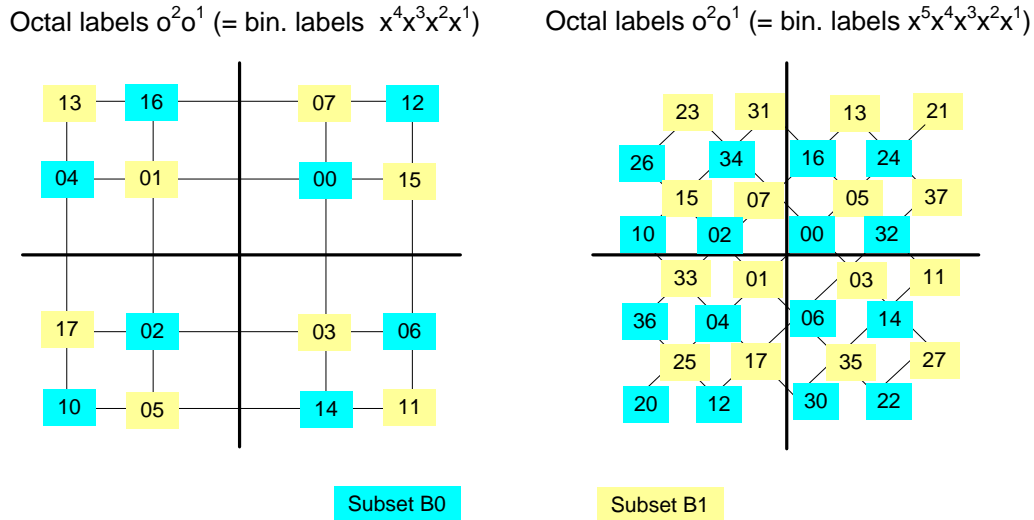 Octal labels o²o¹ (= bin. labels x⁴x³x²x¹)
Octal labels o²o¹ (= bin. labels x⁵x⁴x³x²x¹)
13 16 07 12
04 01 00 15
17 02 03 06
10 05 14 11
23 31 13 21
26 34 16 24
15 07 05 37
10 02 00 32
33 01 03 11
36 04 06 14
25 17 35 27
20 12 30 22
Subset B0
Subset B1